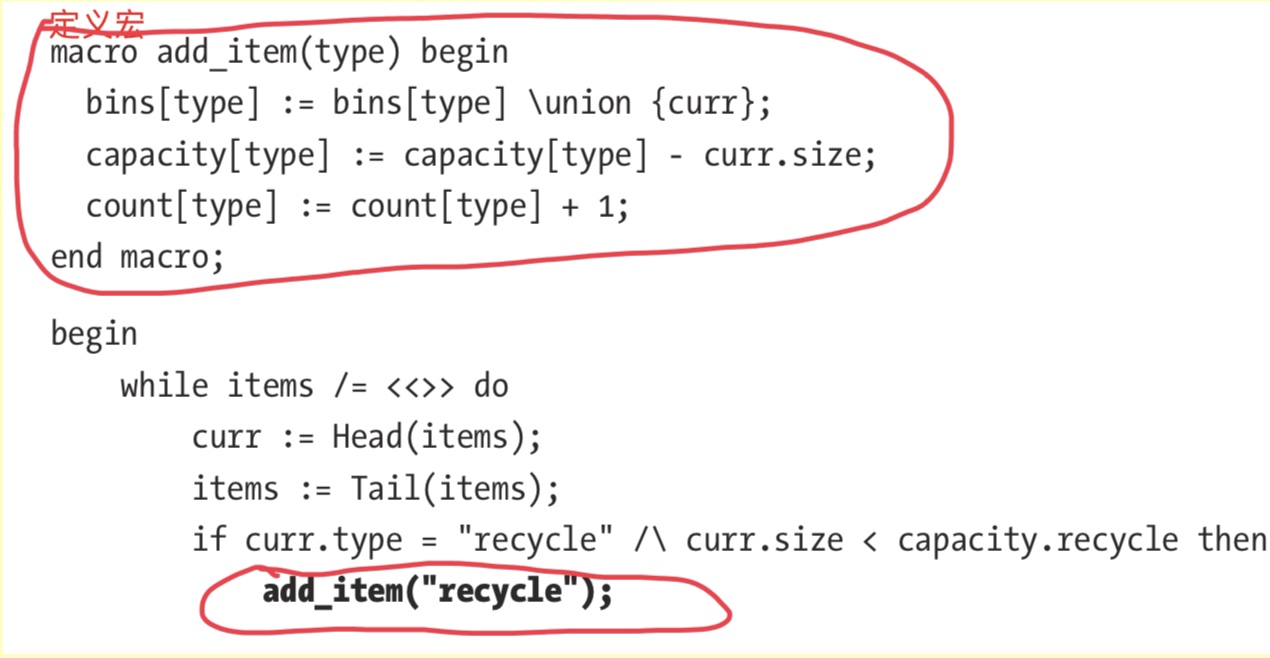 定义宏
macro add_item(type) begin
bins[type] := bins[type] \union {curr};
capacity[type] := capacity[type] - curr.size;
count[type] := count[type] + 1;
end macro;
begin
while items /= <<>> do
curr := Head(items);
items := Tail(items);
if curr.type = "recycle" /\ curr.size < capacity.recycle then
add_item("recycle");